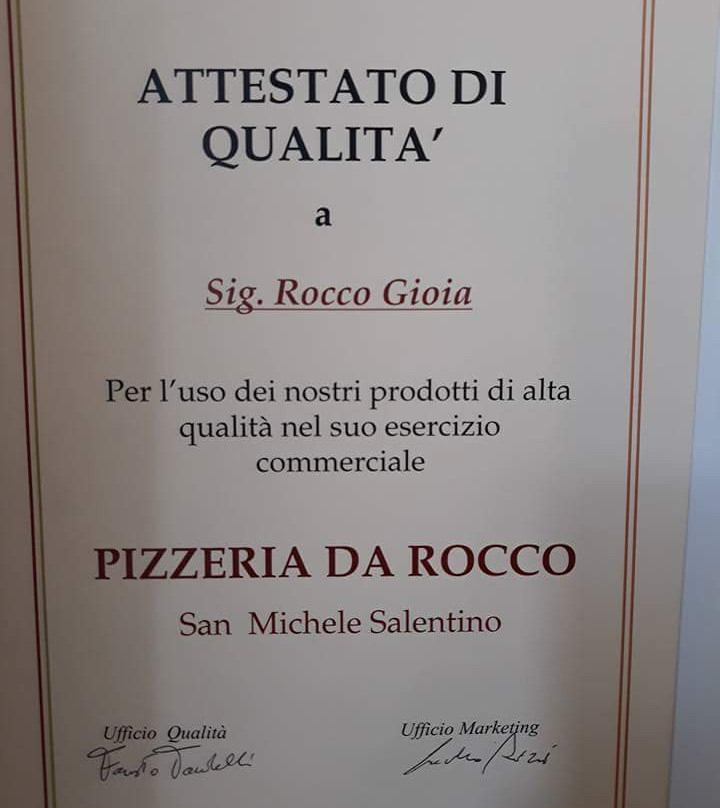 ATTESTATO DI
QUALITA’
a
Sig. Rocco Gioia
Per l’uso dei nostri prodotti di alta
qualità nel suo esercizio
commerciale
PIZZERIA DA ROCCO
San Michele Salentino
Ufficio Qualità
Ufficio Marketing
Fausto